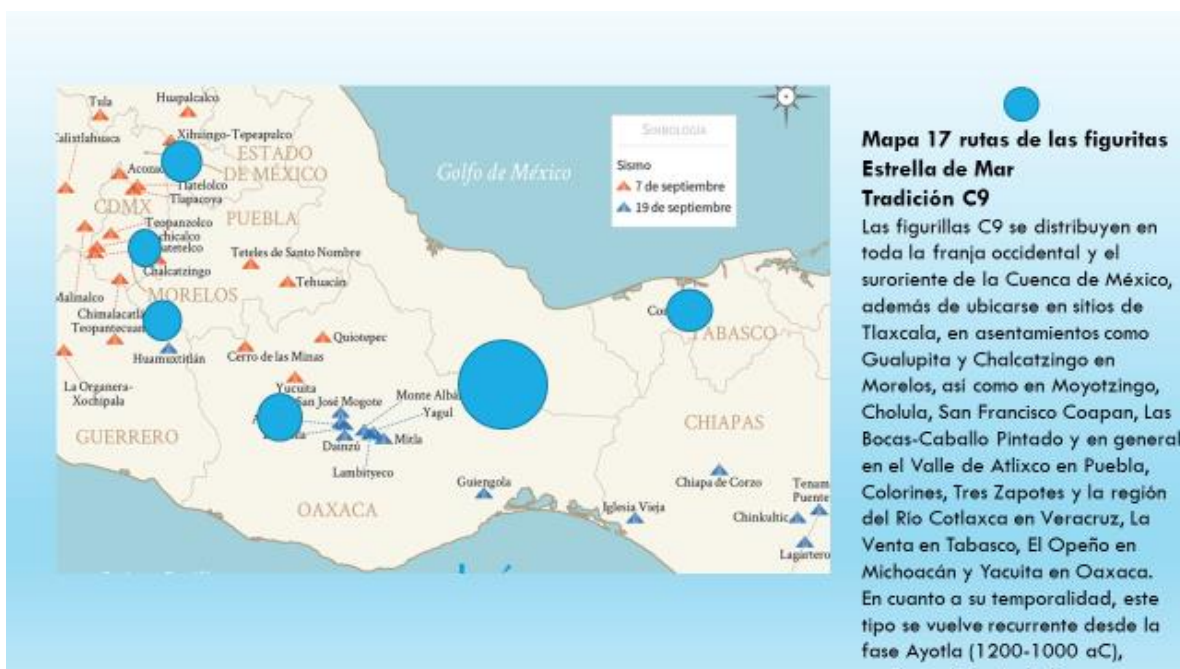 Tula
Huapalcalco
Calixtlahuaca
Xihuingo-Tepeapulco
ESTADO
DE MÉXICO
Golfo de México
SIMBOLOGÍA
Sismo
7 de septiembre
19 de septiembre
Tlatelolco
Tlapacoya
CDMX
PUEBLA
Teopanzolco
Chalcatzingo
Teteles de Santo Nombre
Tehuacán
Malinalco
MORELOS
Huamuxtitlán
Cerro de las Minas
Quiotepec
TABASCO
La Organera-
Xochipala
Yucuita
San José Mogote
Monte Albá
Yagul
Mitla
Dainzú
Lambityeco
GUERRERO
OAXACA
CHIAPAS
Guiengola
Iglesia Vieja
Chiapa de Corzo
Tenam
Puente
Chinkultic
Lagartero
Mapa 17 rutas de las figuritas
Estrella de Mar
Tradición C9
Las figurillas C9 se distribuyen en
toda la franja occidental y el
suroriente de la Cuenca de México,
además de ubicarse en sitios de
Tlaxcala, en asentamientos como
Gualupita y Chalcatzingo en
Morelos, así como en Moyotzingo,
Cholula, San Francisco Coapan, Las
Bocas-Caballo Pintado y en general
en el Valle de Atlixco en Puebla,
Colorines, Tres Zapotes y la región
del Río Cotlaxca en Veracruz, La
Venta en Tabasco, El Opeño en
Michoacán y Yacuita en Oaxaca.
En cuanto a su temporalidad, este
tipo se vuelve recurrente desde la
fase Ayotla (1200-1000 aC),